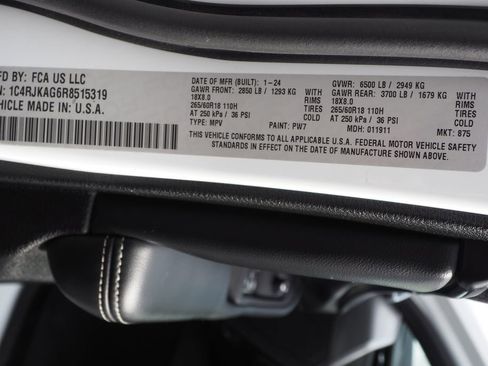 MFD BY: FCA US LLC
N: 1C4RJKAG6R8515319
VEHICLE MADE IN: U.S.A.
DATE OF MFR (BUILT): 1-24
GAWR FRONT: 2850 LB / 1293 KG
18X8.0
265/60R18 110H
AT 250 kPa / 36 PSI
TYPE: MPV PAINT: PW7
WITH TIRES
RIMS AT
COLD
GVWR: 6500 LB / 2949 KG
GAWR REAR: 3700 LB / 1679 KG
18X8.0
265/60R18 110H
AT 250 kPa / 36 PSI
MDH: 011911
WITH
TIRES
RIMS AT
COLD
MKT: 875
THIS VEHICLE CONFORMS TO ALL APPLICABLE U.S.A. FEDERAL MOTOR VEHICLE SAFETY
STANDARDS IN EFFECT ON THE DATE OF MANUFACTURE SHOWN ABOVE.